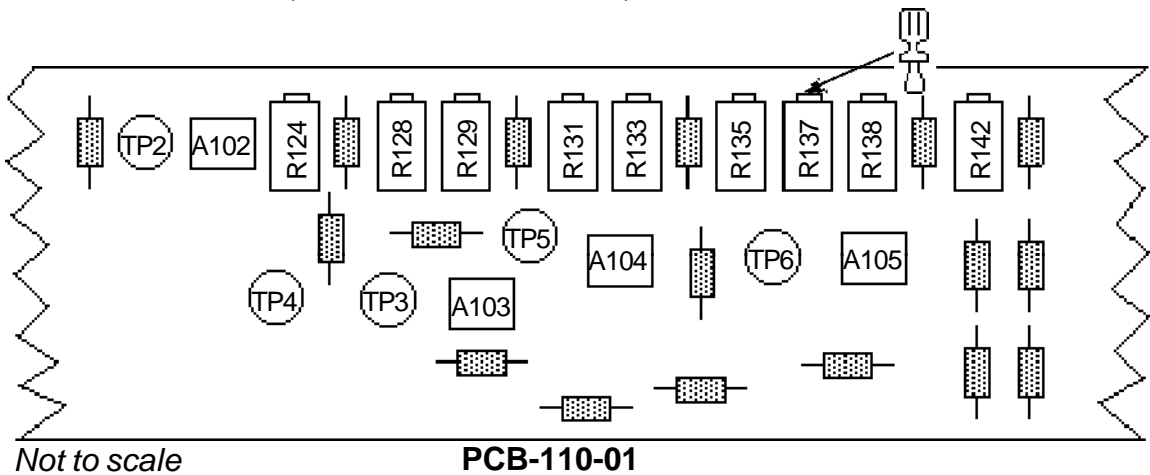 TP2 A102 R124 R128 R129 R131 R133 R135 R137 R138 R142
TP5 A104 TP6 A105
TP4 TP3 A103
Not to scale PCB-110-01